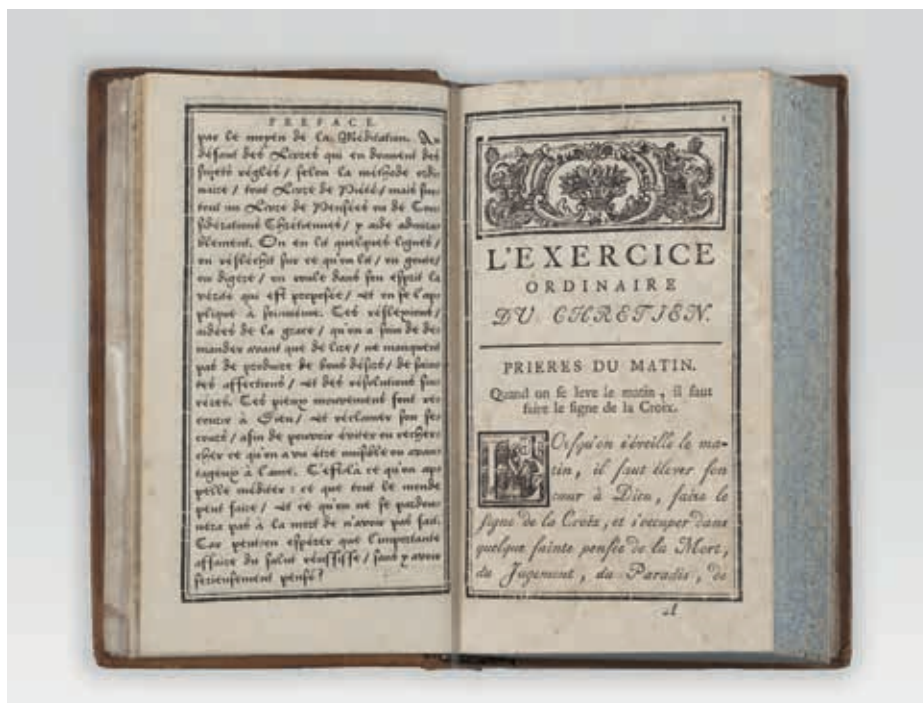 PREFACE.
par le moyen de la Méditation. Au
défaut des Livres qui en donnent des
sujets réglés / selon la méthode ordi-
naire / tout Livre de Piété / mais sur-
tout un Livre de Pensées ou de Con-
sidérations Chrétiennes / y aide admira-
blement. On en lit quelques lignes /
on réfléchit sur ce qu'on lit / on goute /
on digère / on roule dans son esprit la
vérité qui est proposée / et on se l'ap-
plique à soimême. Ces réflexions /
aidées de la grace / qu'on a soin de de-
mander avant que de lire / ne manquent
pas de produire de bons désirs / de sain-
tes affections / et des résolutions sin-
cères. Ces pieux mouvemens font re-
courir à Dieu / et réclamer son se-
cours / afin de pouvoir éviter ou recher-
cher ce qu'on a vu être nuisible ou avan-
tageux à l'ame. C'est là ce qu'on ap-
pelle méditer : ce que tout le monde
peut faire / et ce qu'on ne se pardon-
nera pas à la mort de n'avoir pas fait.
Car peut-on espérer que l'importante
affaire du salut réussisse / sans y avoir
serieusement pensé ?
1
L'EXERCICE
ORDINAIRE
DU CHRETIEN.
PRIERES DU MATIN.
Quand on se leve le matin, il faut
faire le signe de la Croix.
LOrsqu'on s'éveille le ma-
tin, il faut élever son
cœur à Dieu, faire le
signe de la Croix, et s'occuper dans
quelque sainte pensée de la Mort,
du Jugement, du Paradis, de
A